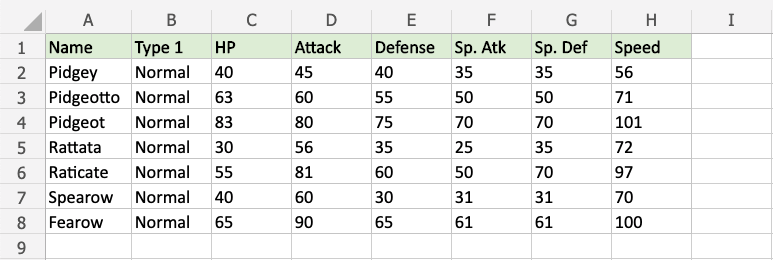 A B C D E F G H I
1 Name Type 1 HP Attack Defense Sp. Atk Sp. Def Speed
2 Pidgey Normal 40 45 40 35 35 56
3 Pidgeotto Normal 63 60 55 50 50 71
4 Pidgeot Normal 83 80 75 70 70 101
5 Rattata Normal 30 56 35 25 35 72
6 Raticate Normal 55 81 60 50 70 97
7 Spearow Normal 40 60 30 31 31 70
8 Fearow Normal 65 90 65 61 61 100
9